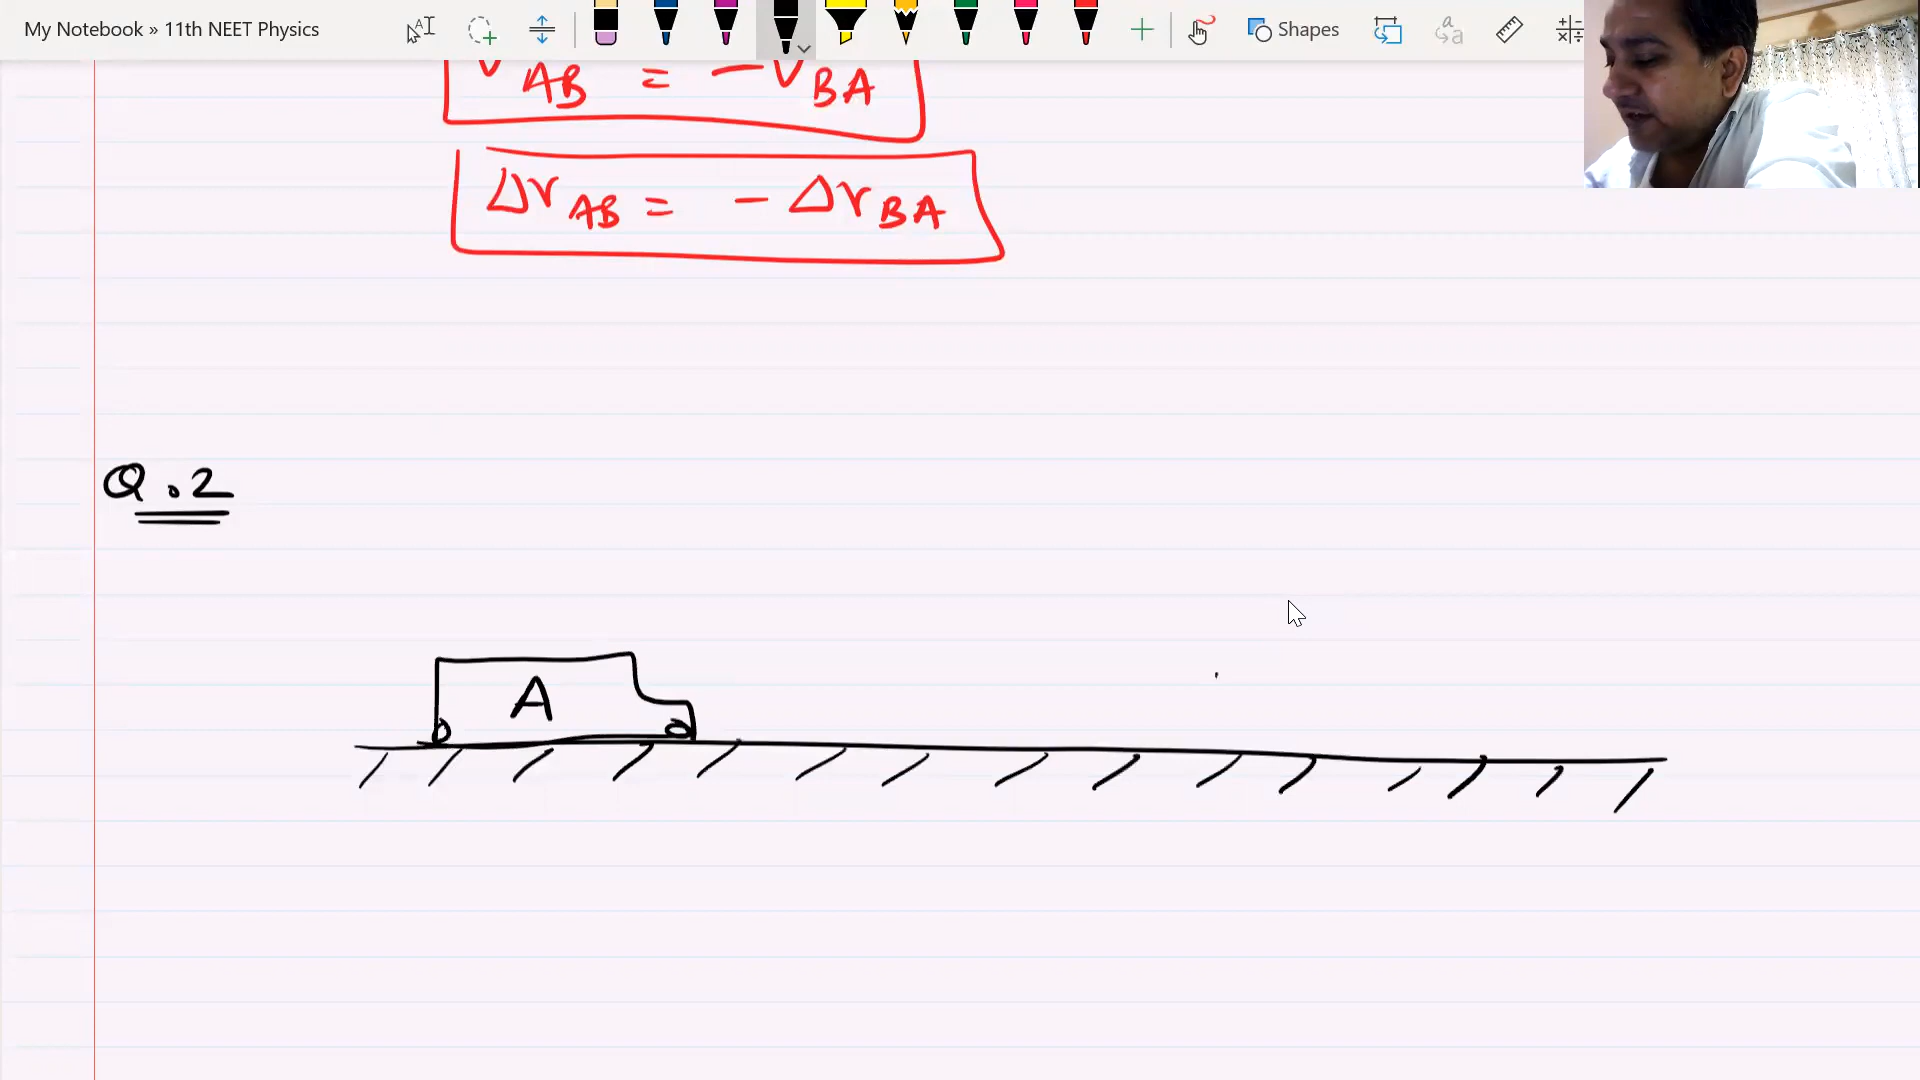 My Notebook » 11th NEET Physics
Shapes
V AB = - V BA
Δr AB = - Δr BA
Q.2
A